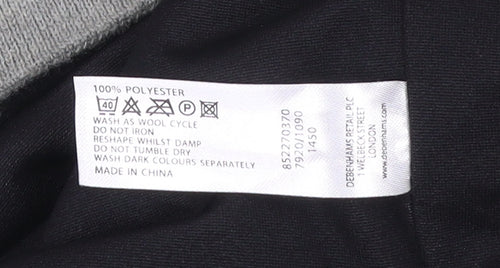 100% POLYESTER
40 P
WASH AS WOOL CYCLE
DO NOT IRON
RESHAPE WHILST DAMP
DO NOT TUMBLE DRY
WASH DARK COLOURS SEPARATELY
MADE IN CHINA
852270370
7920/1090
1450
DEBENHAMS RETAIL PLC
1 WELBECK STREET
LONDON
www.debenhams.com